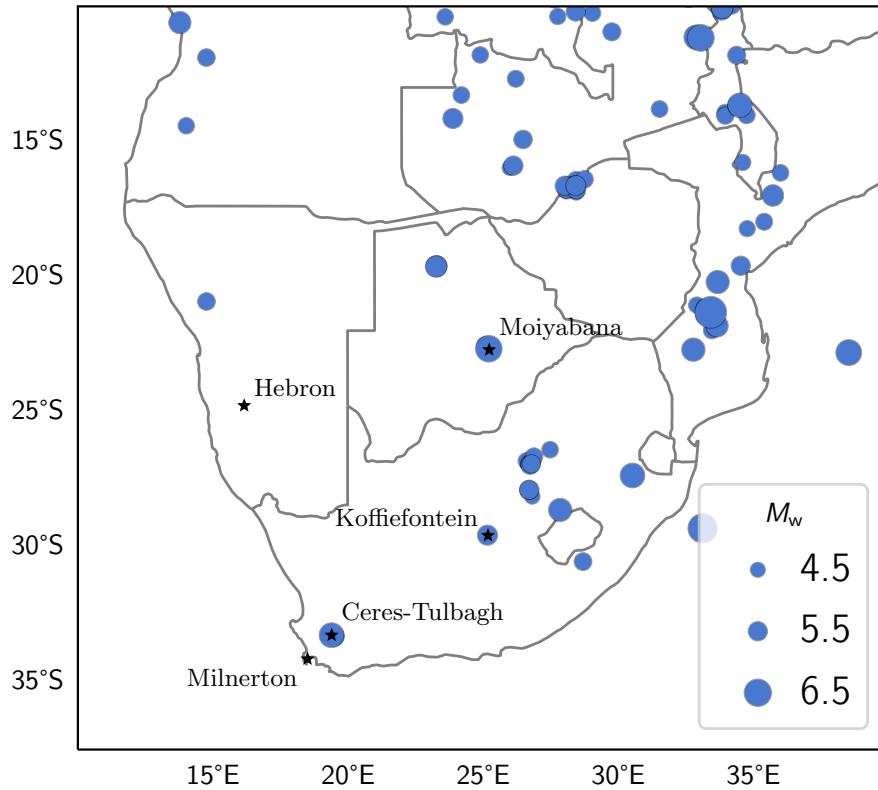 15°S
20°S
Moiyabana
Hebron
25°S
Koffiefontein
M_w
4.5
30°S
5.5
Ceres-Tulbagh
6.5
Milnerton
35°S
15°E 20°E 25°E 30°E 35°E